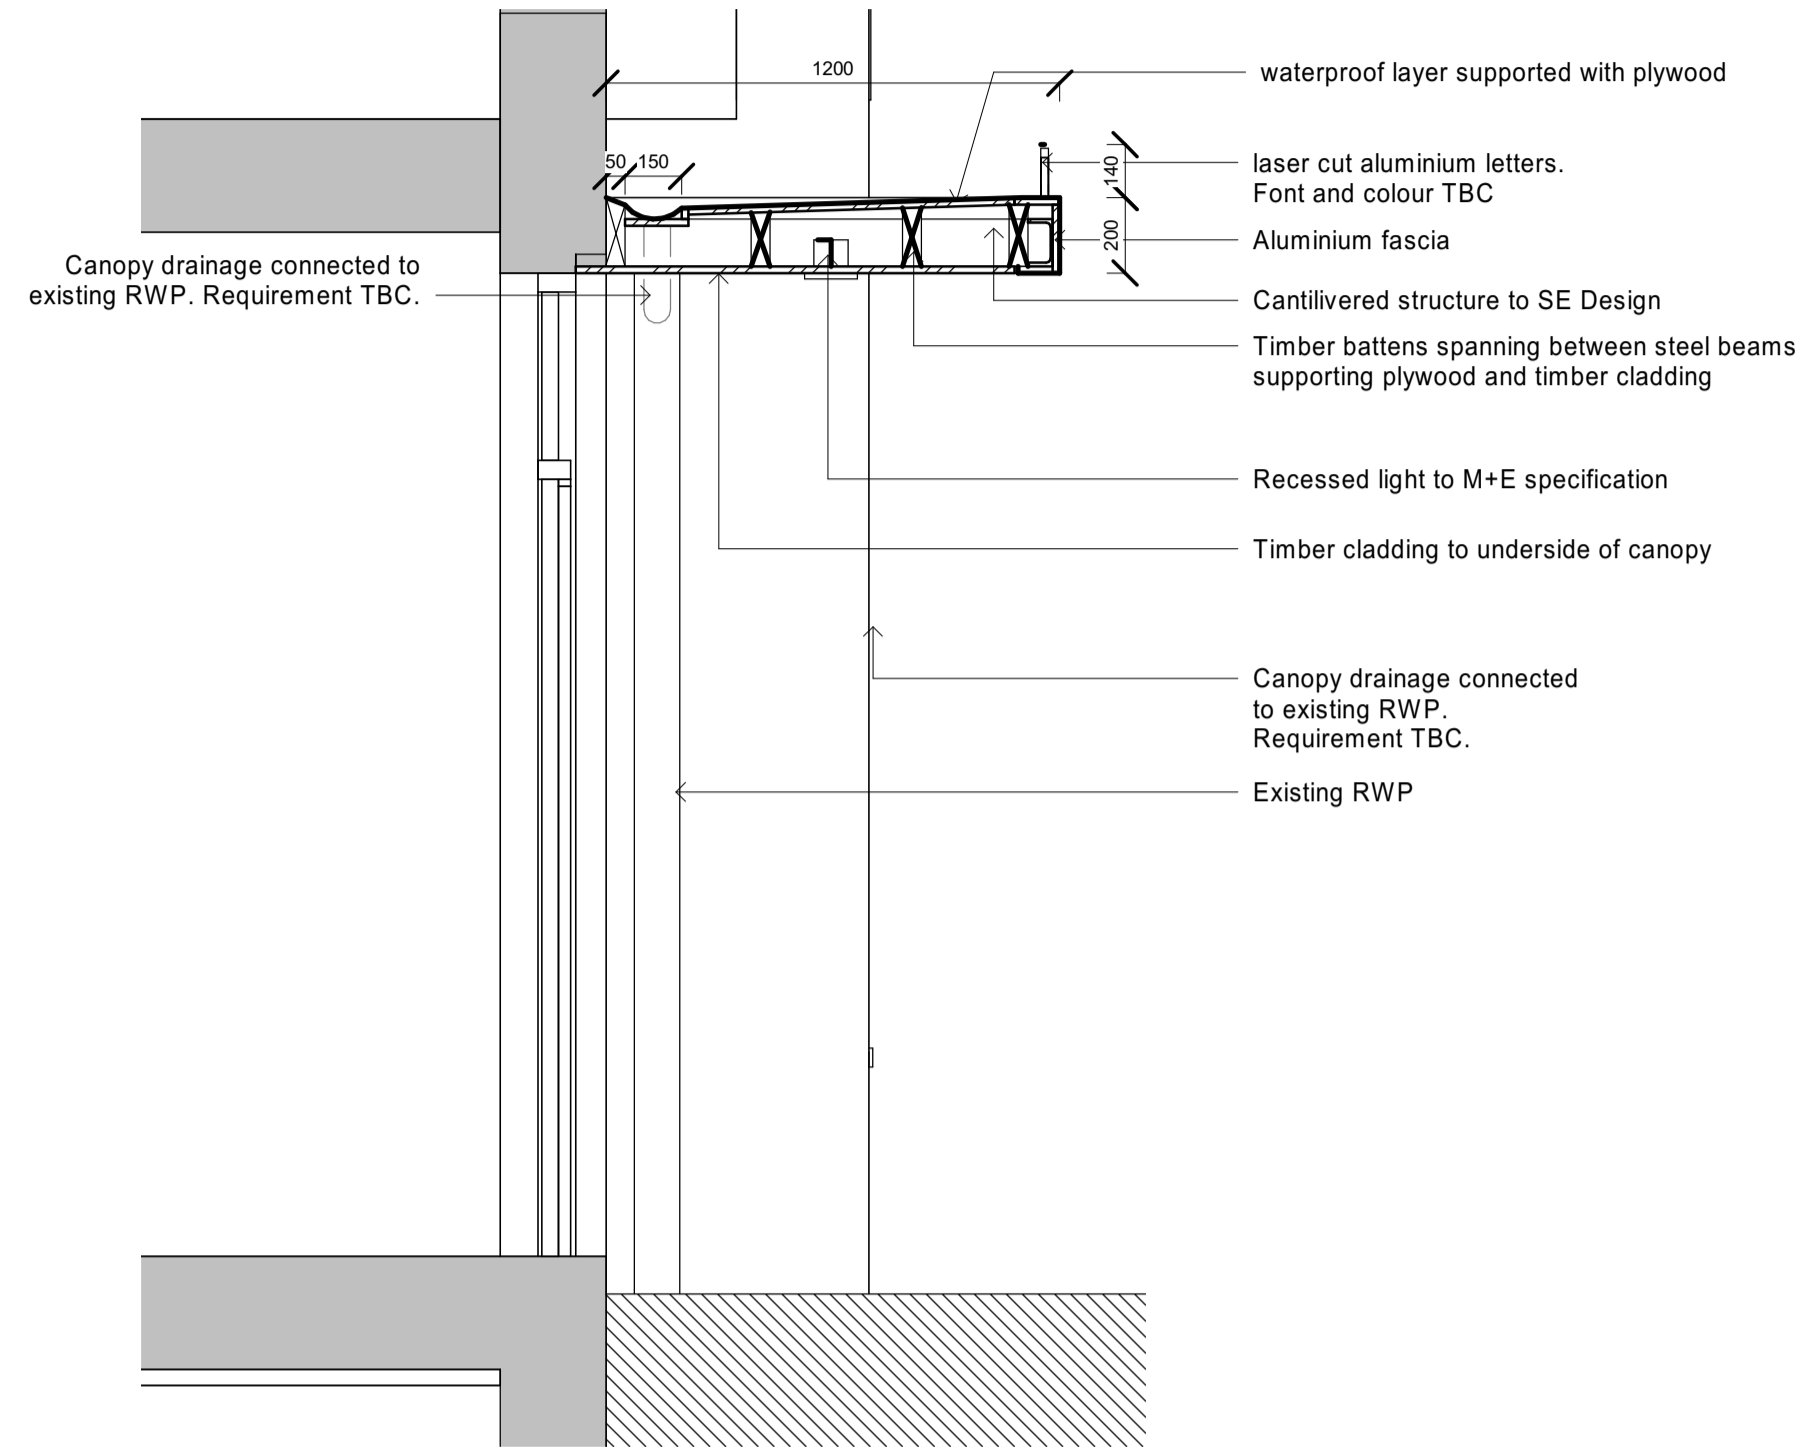 1200
waterproof layer supported with plywood
50 150
140
laser cut aluminium letters.
Font and colour TBC
200
Aluminium fascia
Canopy drainage connected to
existing RWP. Requirement TBC.
Cantilivered structure to SE Design
Timber battens spanning between steel beams
supporting plywood and timber cladding
Recessed light to M+E specification
Timber cladding to underside of canopy
Canopy drainage connected
to existing RWP.
Requirement TBC.
Existing RWP